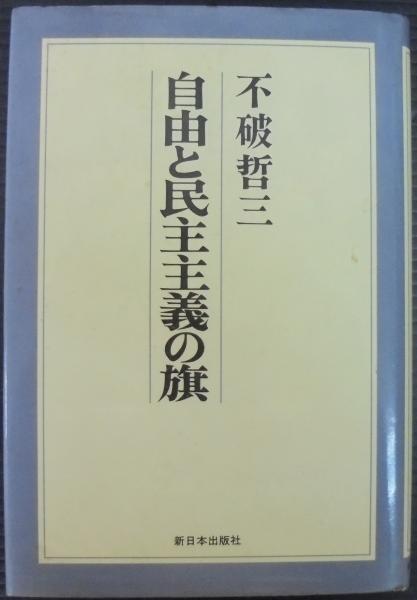 不破哲三
自由と民主主義の旗
新日本出版社